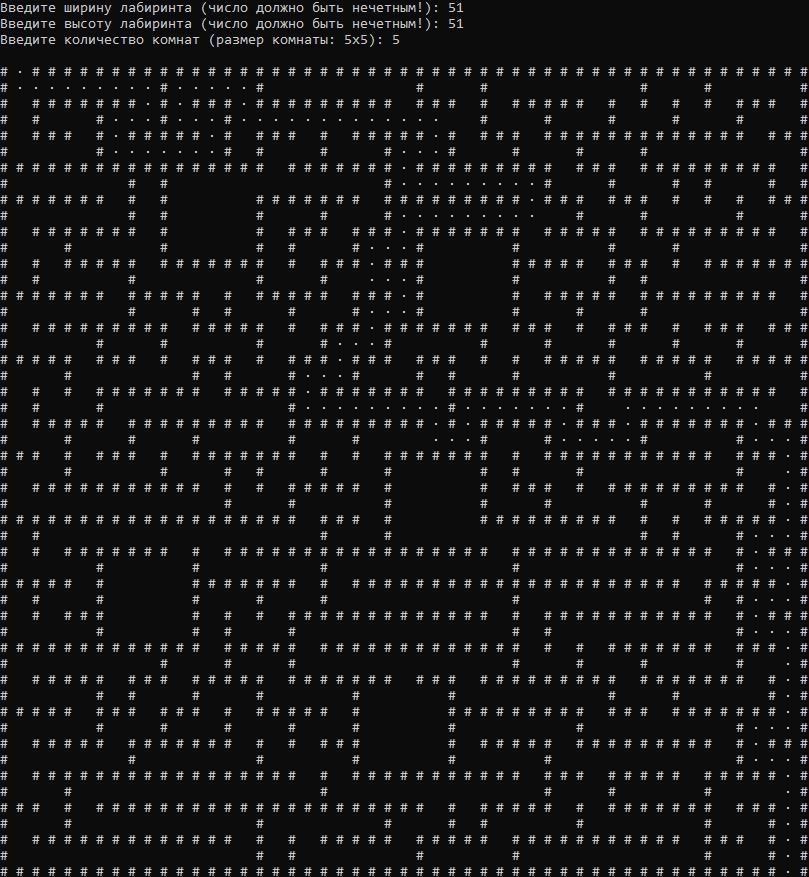 Введите ширину лабиринта (число должно быть нечетным!): 51
Введите высоту лабиринта (число должно быть нечетным!): 51
Введите количество комнат (размер комнаты: 5x5): 5